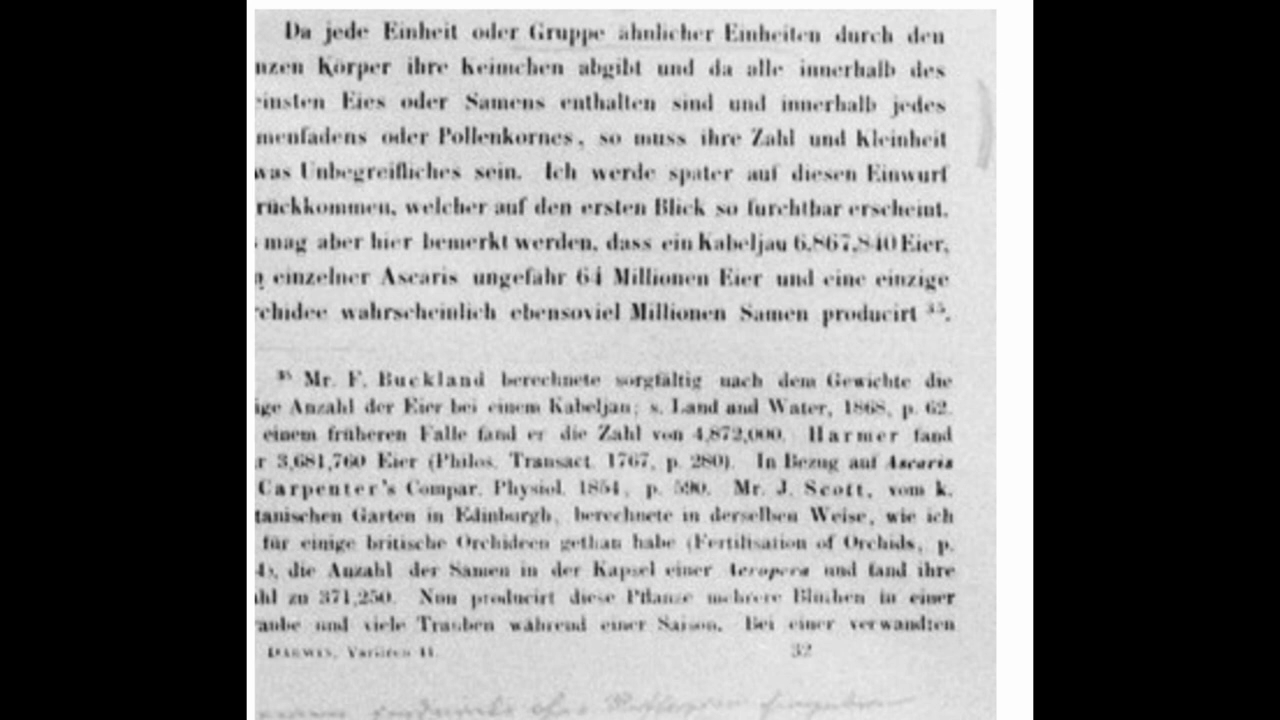 Da jede Einheit oder Gruppe ähnlicher Einheiten durch den
nzen Körper ihre Keimchen abgibt und da alle innerhalb des
einsten Eies oder Samens enthalten sind und innerhalb jedes
menfadens oder Pollenkornes, so muss ihre Zahl und Kleinheit
was Unbegreifliches sein. Ich werde später auf diesen Einwurf
rückkommen, welcher auf den ersten Blick so furchtbar erscheint.
mag aber hier bemerkt werden, dass ein Kabeljau 6,867,840 Eier,
einzelner Ascaris ungefähr 64 Millionen Eier und eine einzige
rchidee wahrscheinlich ebensoviel Millionen Samen producirt 35.
35 Mr. F. Buckland berechnete sorgfältig nach dem Gewichte die
ige Anzahl der Eier bei einem Kabeljau; s. Land and Water, 1868, p. 62.
einem früheren Falle fand er die Zahl von 4,872,000. Harmer fand
r 3,681,760 Eier (Philos. Transact. 1767, p. 280). In Bezug auf Ascaris
Carpenter's Compar. Physiol. 1854, p. 590. Mr. J. Scott, vom k.
tanischen Garten in Edinburgh, berechnete in derselben Weise, wie ich
für einige britische Orchideen gethan habe (Fertilisation of Orchids, p.
4), die Anzahl der Samen in der Kapsel einer Acropera und fand ihre
ahl zu 371,250. Nun producirt diese Pflanze mehrere Blüthen in einer
raube und viele Trauben während einer Saison. Bei einer verwandten
DARWIN, Variiren II. 32